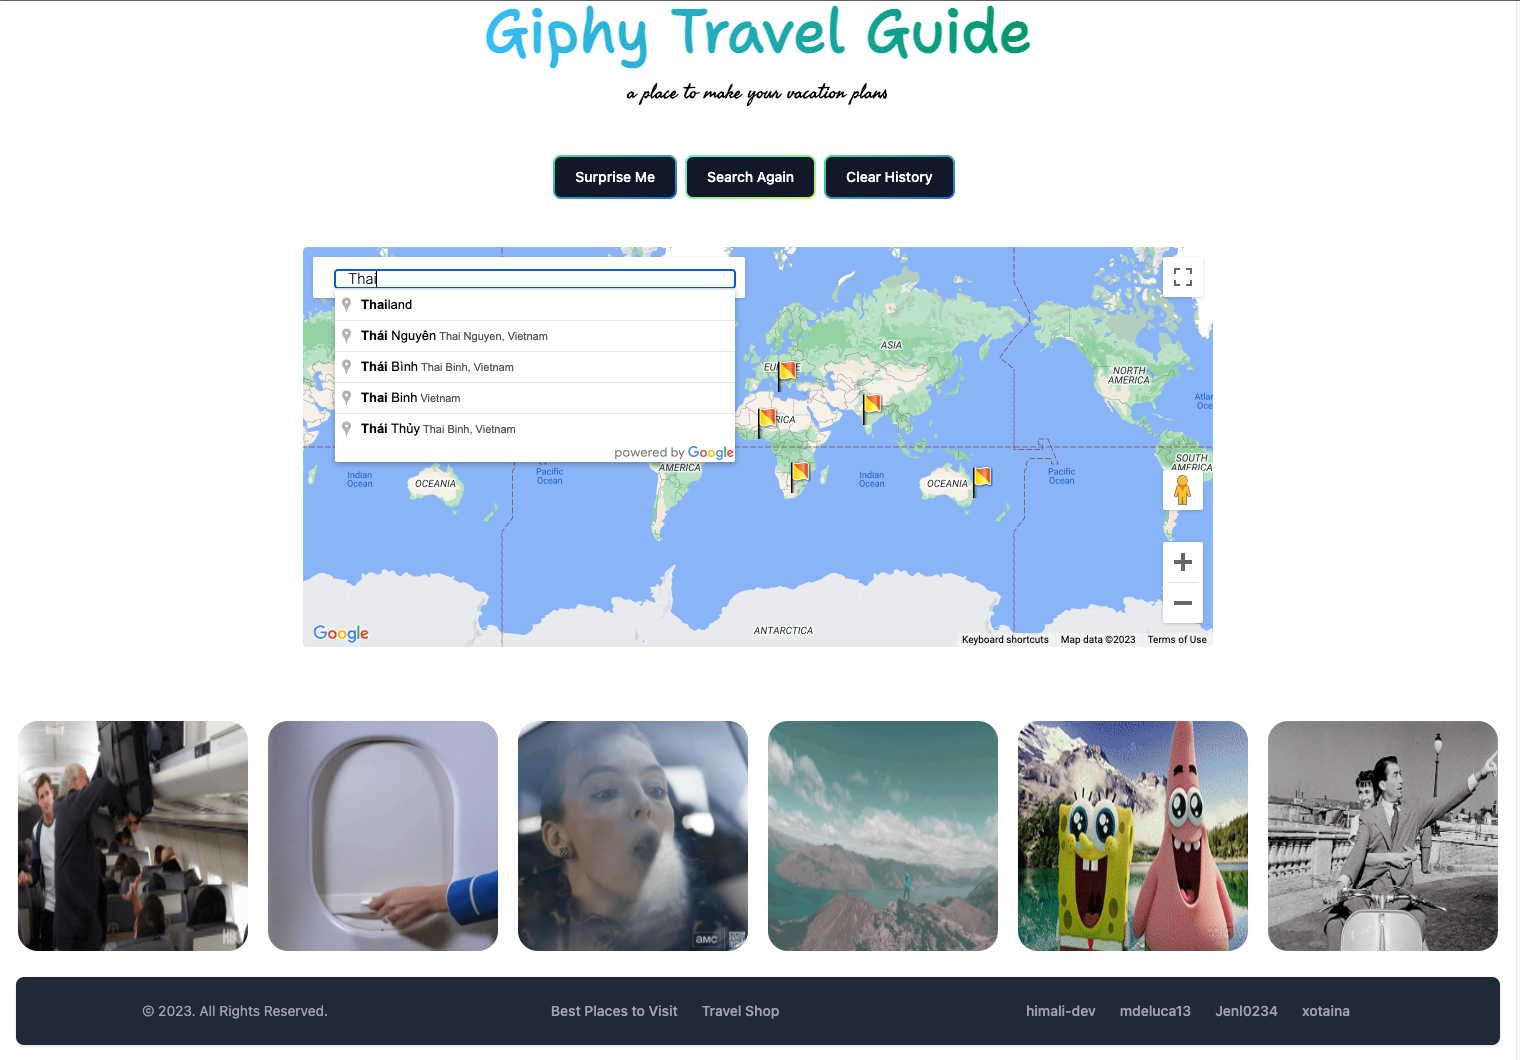 Giphy Travel Guide
a place to make your vacation plans
Surprise Me
Search Again
Clear History
Thai
Thailand
Thái Nguyên Thai Nguyen, Vietnam
Thái Bình Thai Binh, Vietnam
Thai Binh Vietnam
Thái Thủy Thai Binh, Vietnam
powered by Google
ASIA
NORTH
AMERICA
Indian
Ocean
OCEANIA
Pacific
Ocean
AMERICA
Indian
Ocean
OCEANIA
Pacific
Ocean
SOUTH
AMERICA
ANTARCTICA
Google
Keyboard shortcuts
Map data ©2023
Terms of Use
amc
© 2023. All Rights Reserved.
Best Places to Visit
Travel Shop
himali-dev
mdeluca13
Jenl0234
xotaina